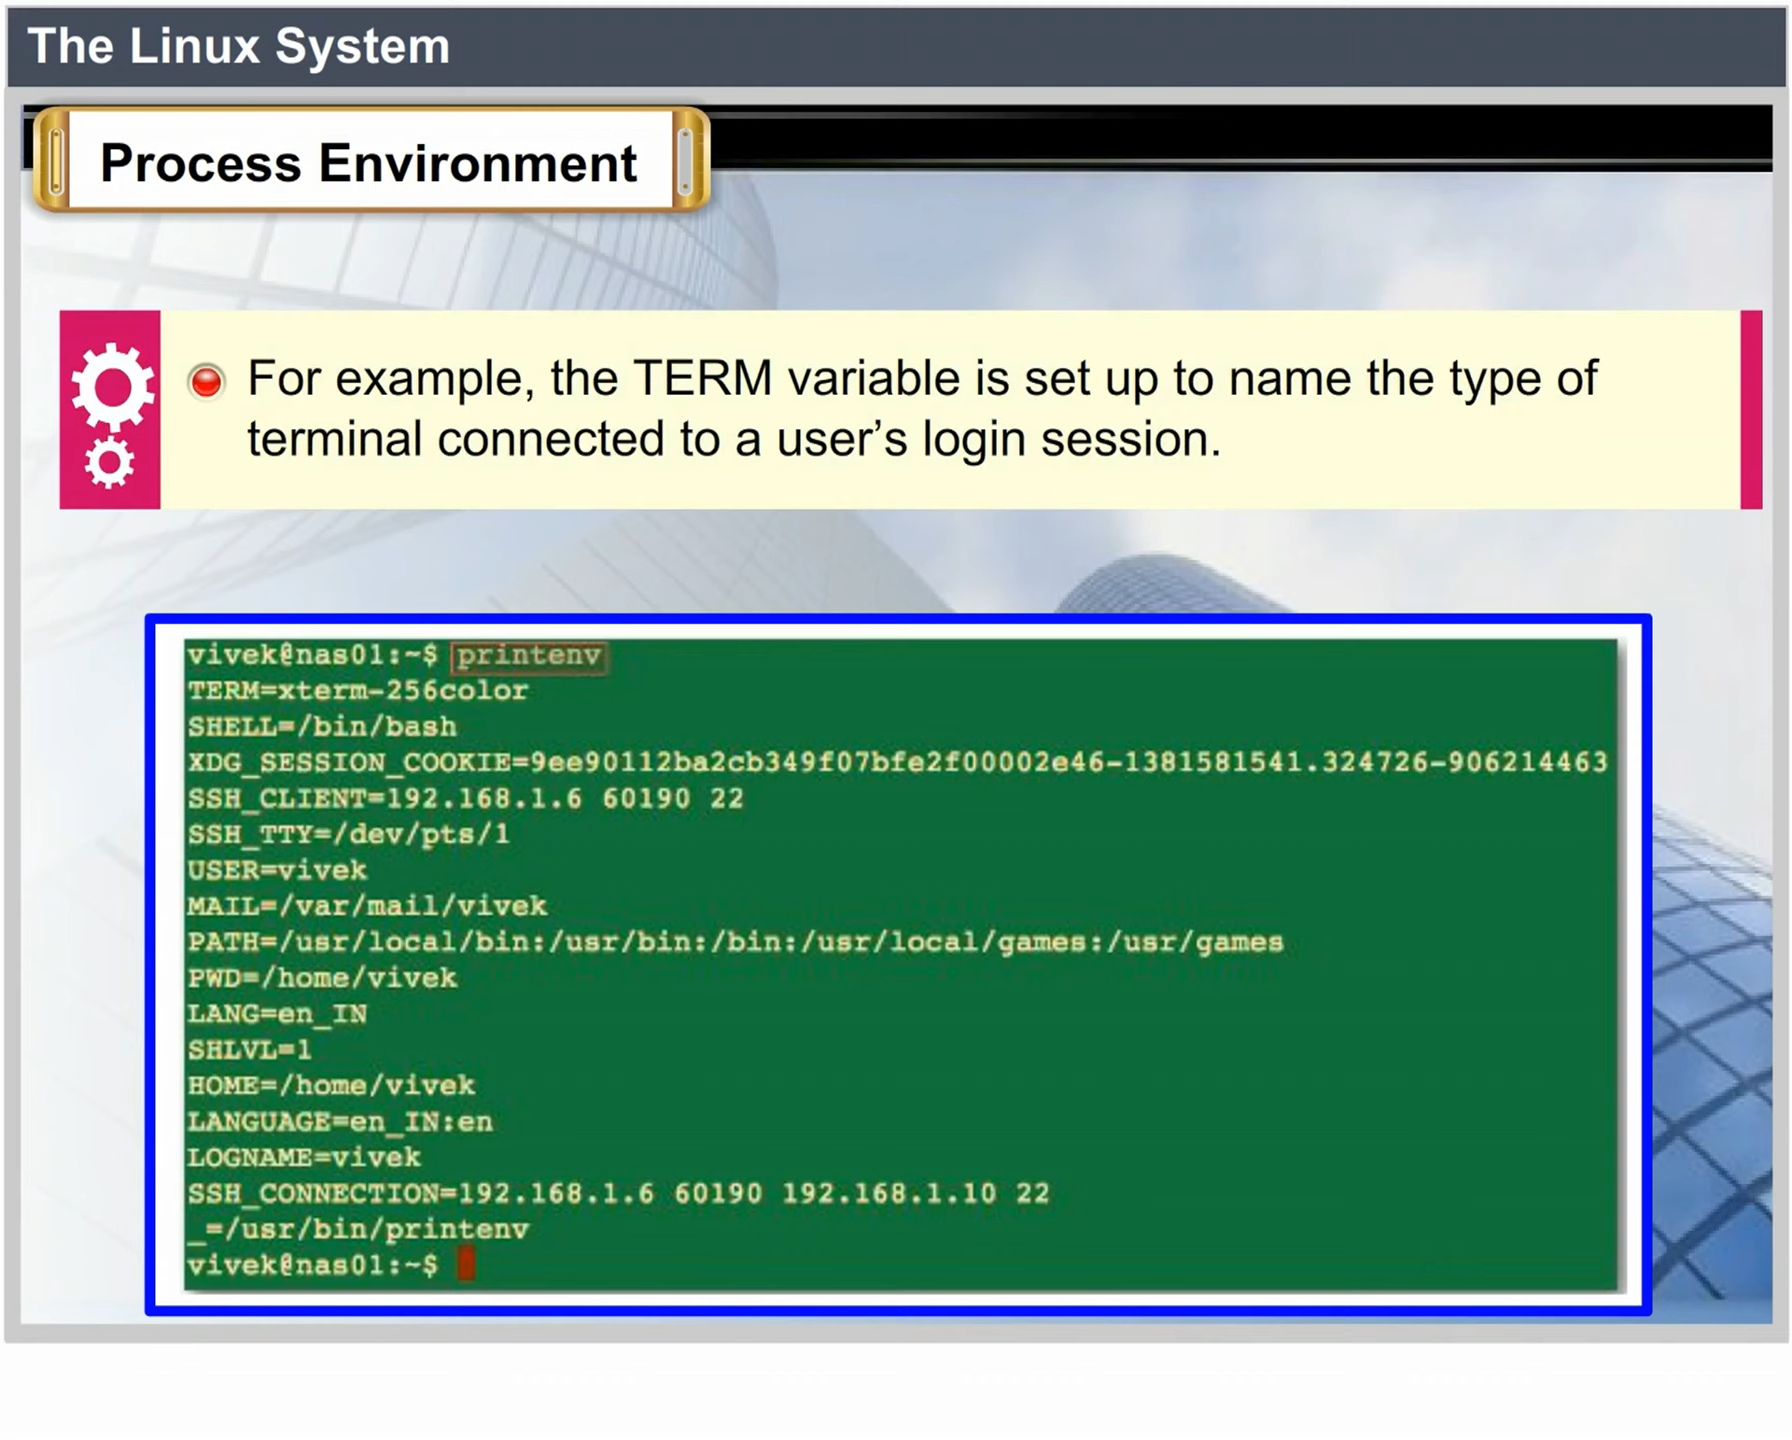 The Linux System
Process Environment
For example, the TERM variable is set up to name the type of
terminal connected to a user’s login session.
vivek@nas01:~$ printenv
TERM=xterm-256color
SHELL=/bin/bash
XDG_SESSION_COOKIE=9ee90112ba2cb349f07bfe2f00002e46-1381581541.324726-906214463
SSH_CLIENT=192.168.1.6 60190 22
SSH_TTY=/dev/pts/1
USER=vivek
MAIL=/var/mail/vivek
PATH=/usr/local/bin:/usr/bin:/bin:/usr/local/games:/usr/games
PWD=/home/vivek
LANG=en_IN
SHLVL=1
HOME=/home/vivek
LANGUAGE=en_IN:en
LOGNAME=vivek
SSH_CONNECTION=192.168.1.6 60190 192.168.1.10 22
_=/usr/bin/printenv
vivek@nas01:~$